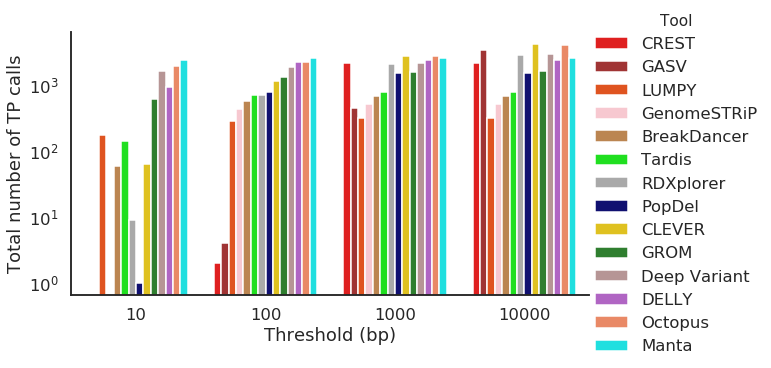 Tool
CREST
GASV
LUMPY
GenomeSTRiP
BreakDancer
Tardis
RDXplorer
PopDel
CLEVER
GROM
Deep Variant
DELLY
Octopus
Manta
Total number of TP calls
10³
10²
10¹
10⁰
10 100 1000 10000
Threshold (bp)